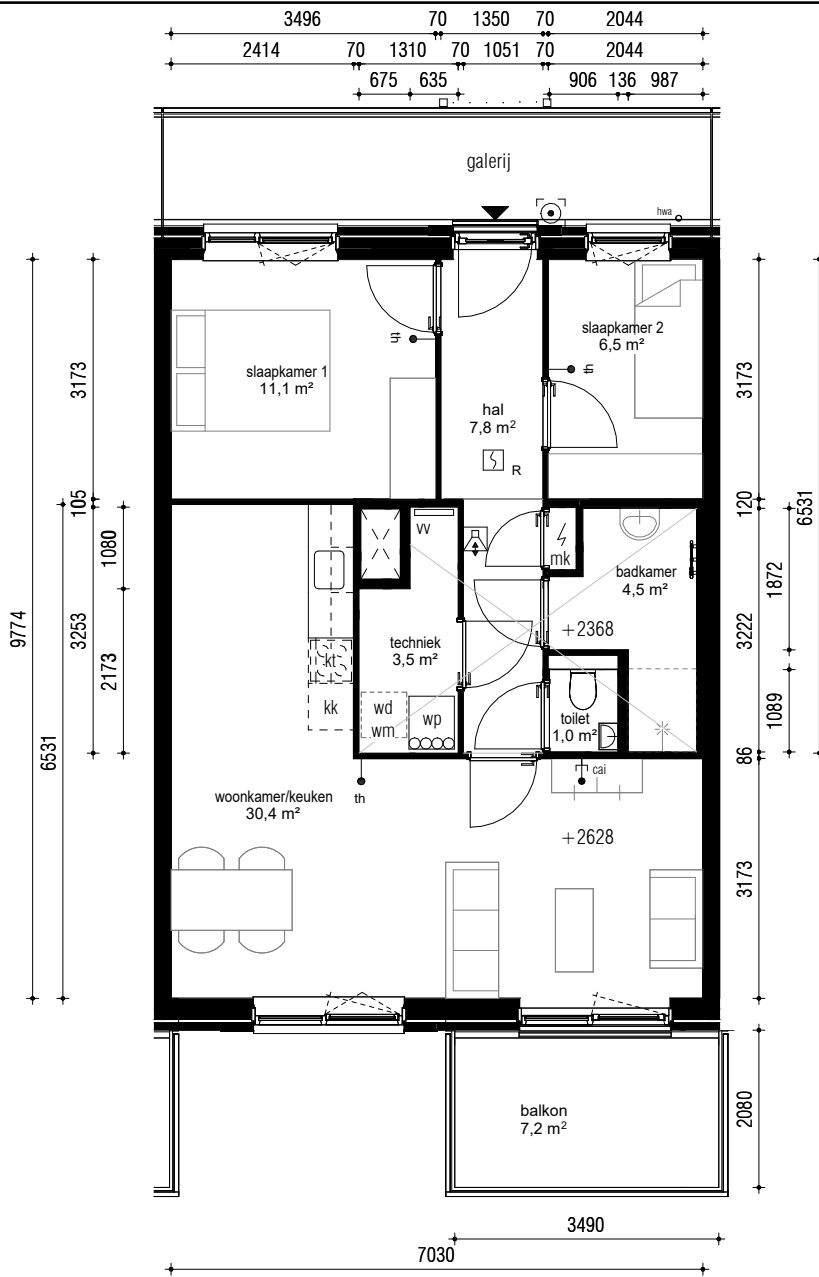 3496 70 1350 70 2044
2414 70 1310 70 1051 70 2044
675 635 906 136 987
galerij
hwa
slaapkamer 1
11,1 m²
th
hal
7,8 m²
R
slaapkamer 2
6,5 m²
th
3173
105
1080
3253
2173
9774
6531
3173
120
1872
3222
1089
86
3173
6531
vv
mk
badkamer
4,5 m²
+2368
techniek
3,5 m²
kt
kk
wd
wm
wp
toilet
1,0 m²
cai
th
woonkamer/keuken
30,4 m²
+2628
balkon
7,2 m²
2080
3490
7030